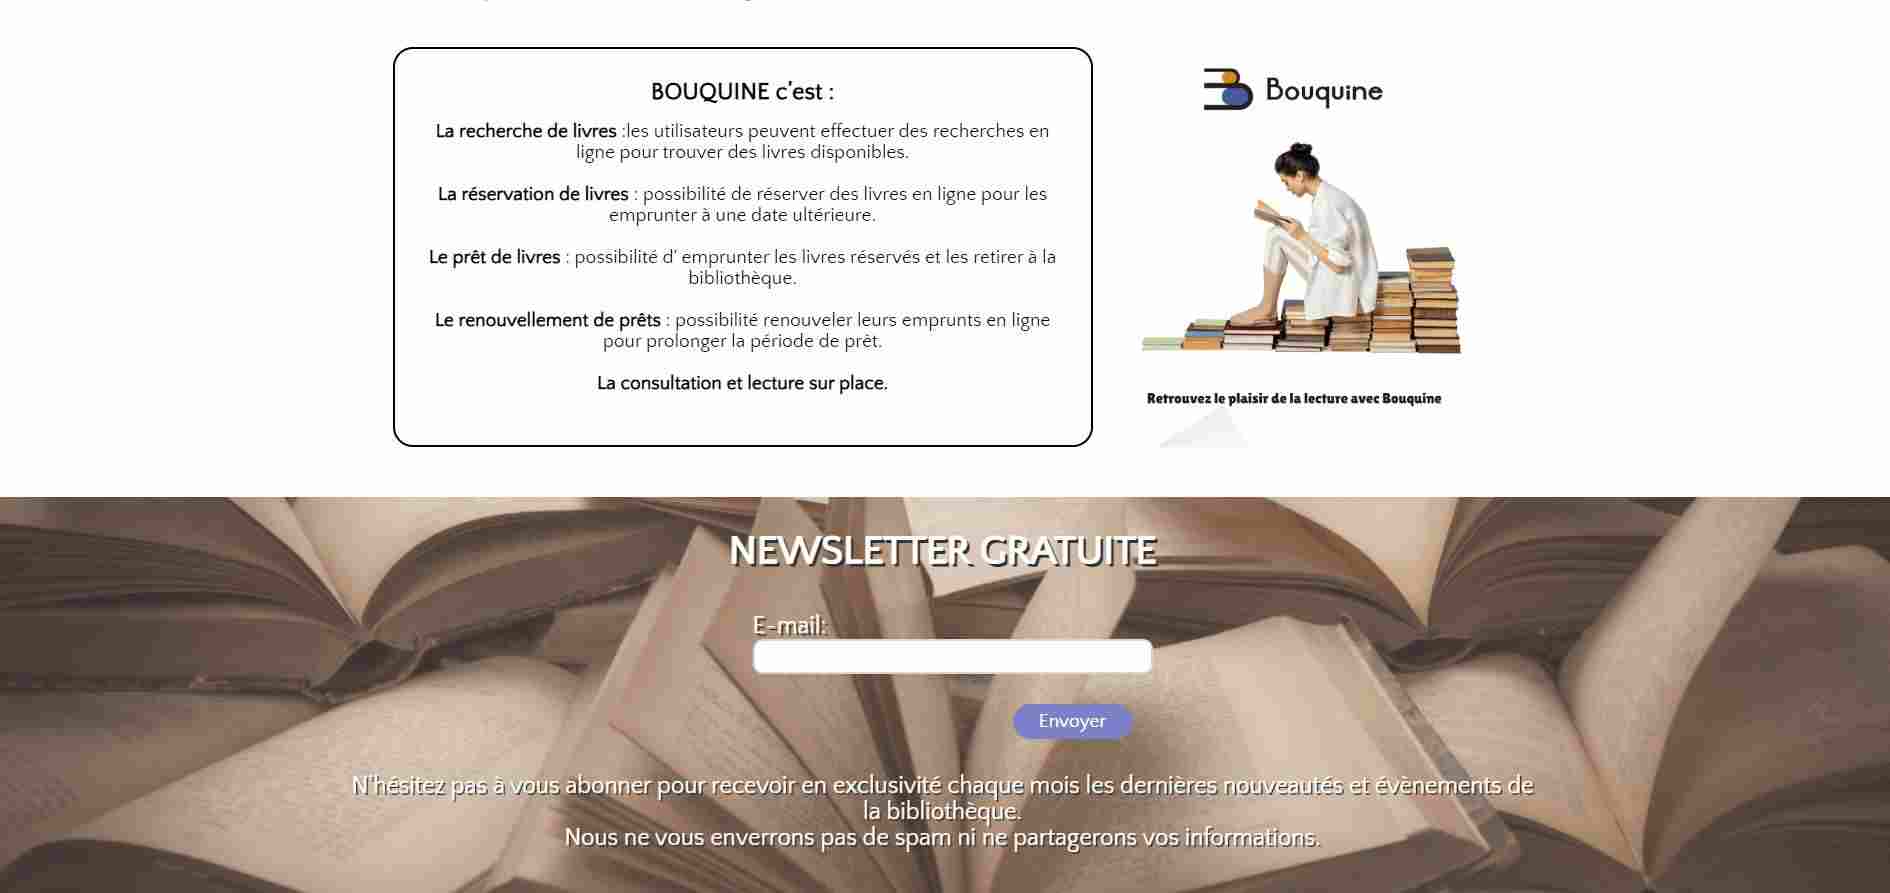 BOUQUINE c'est :
La recherche de livres :les utilisateurs peuvent effectuer des recherches en
ligne pour trouver des livres disponibles.
La réservation de livres : possibilité de réserver des livres en ligne pour les
emprunter à une date ultérieure.
Le prêt de livres : possibilité d' emprunter les livres réservés et les retirer à la
bibliothèque.
Le renouvellement de prêts : possibilité renouveler leurs emprunts en ligne
pour prolonger la période de prêt.
La consultation et lecture sur place.
Bouquine
Retrouvez le plaisir de la lecture avec Bouquine
NEWSLETTER GRATUITE
E-mail:
Envoyer
N'hésitez pas à vous abonner pour recevoir en exclusivité chaque mois les dernières nouveautés et évènements de
la bibliothèque.
Nous ne vous enverrons pas de spam ni ne partagerons vos informations.